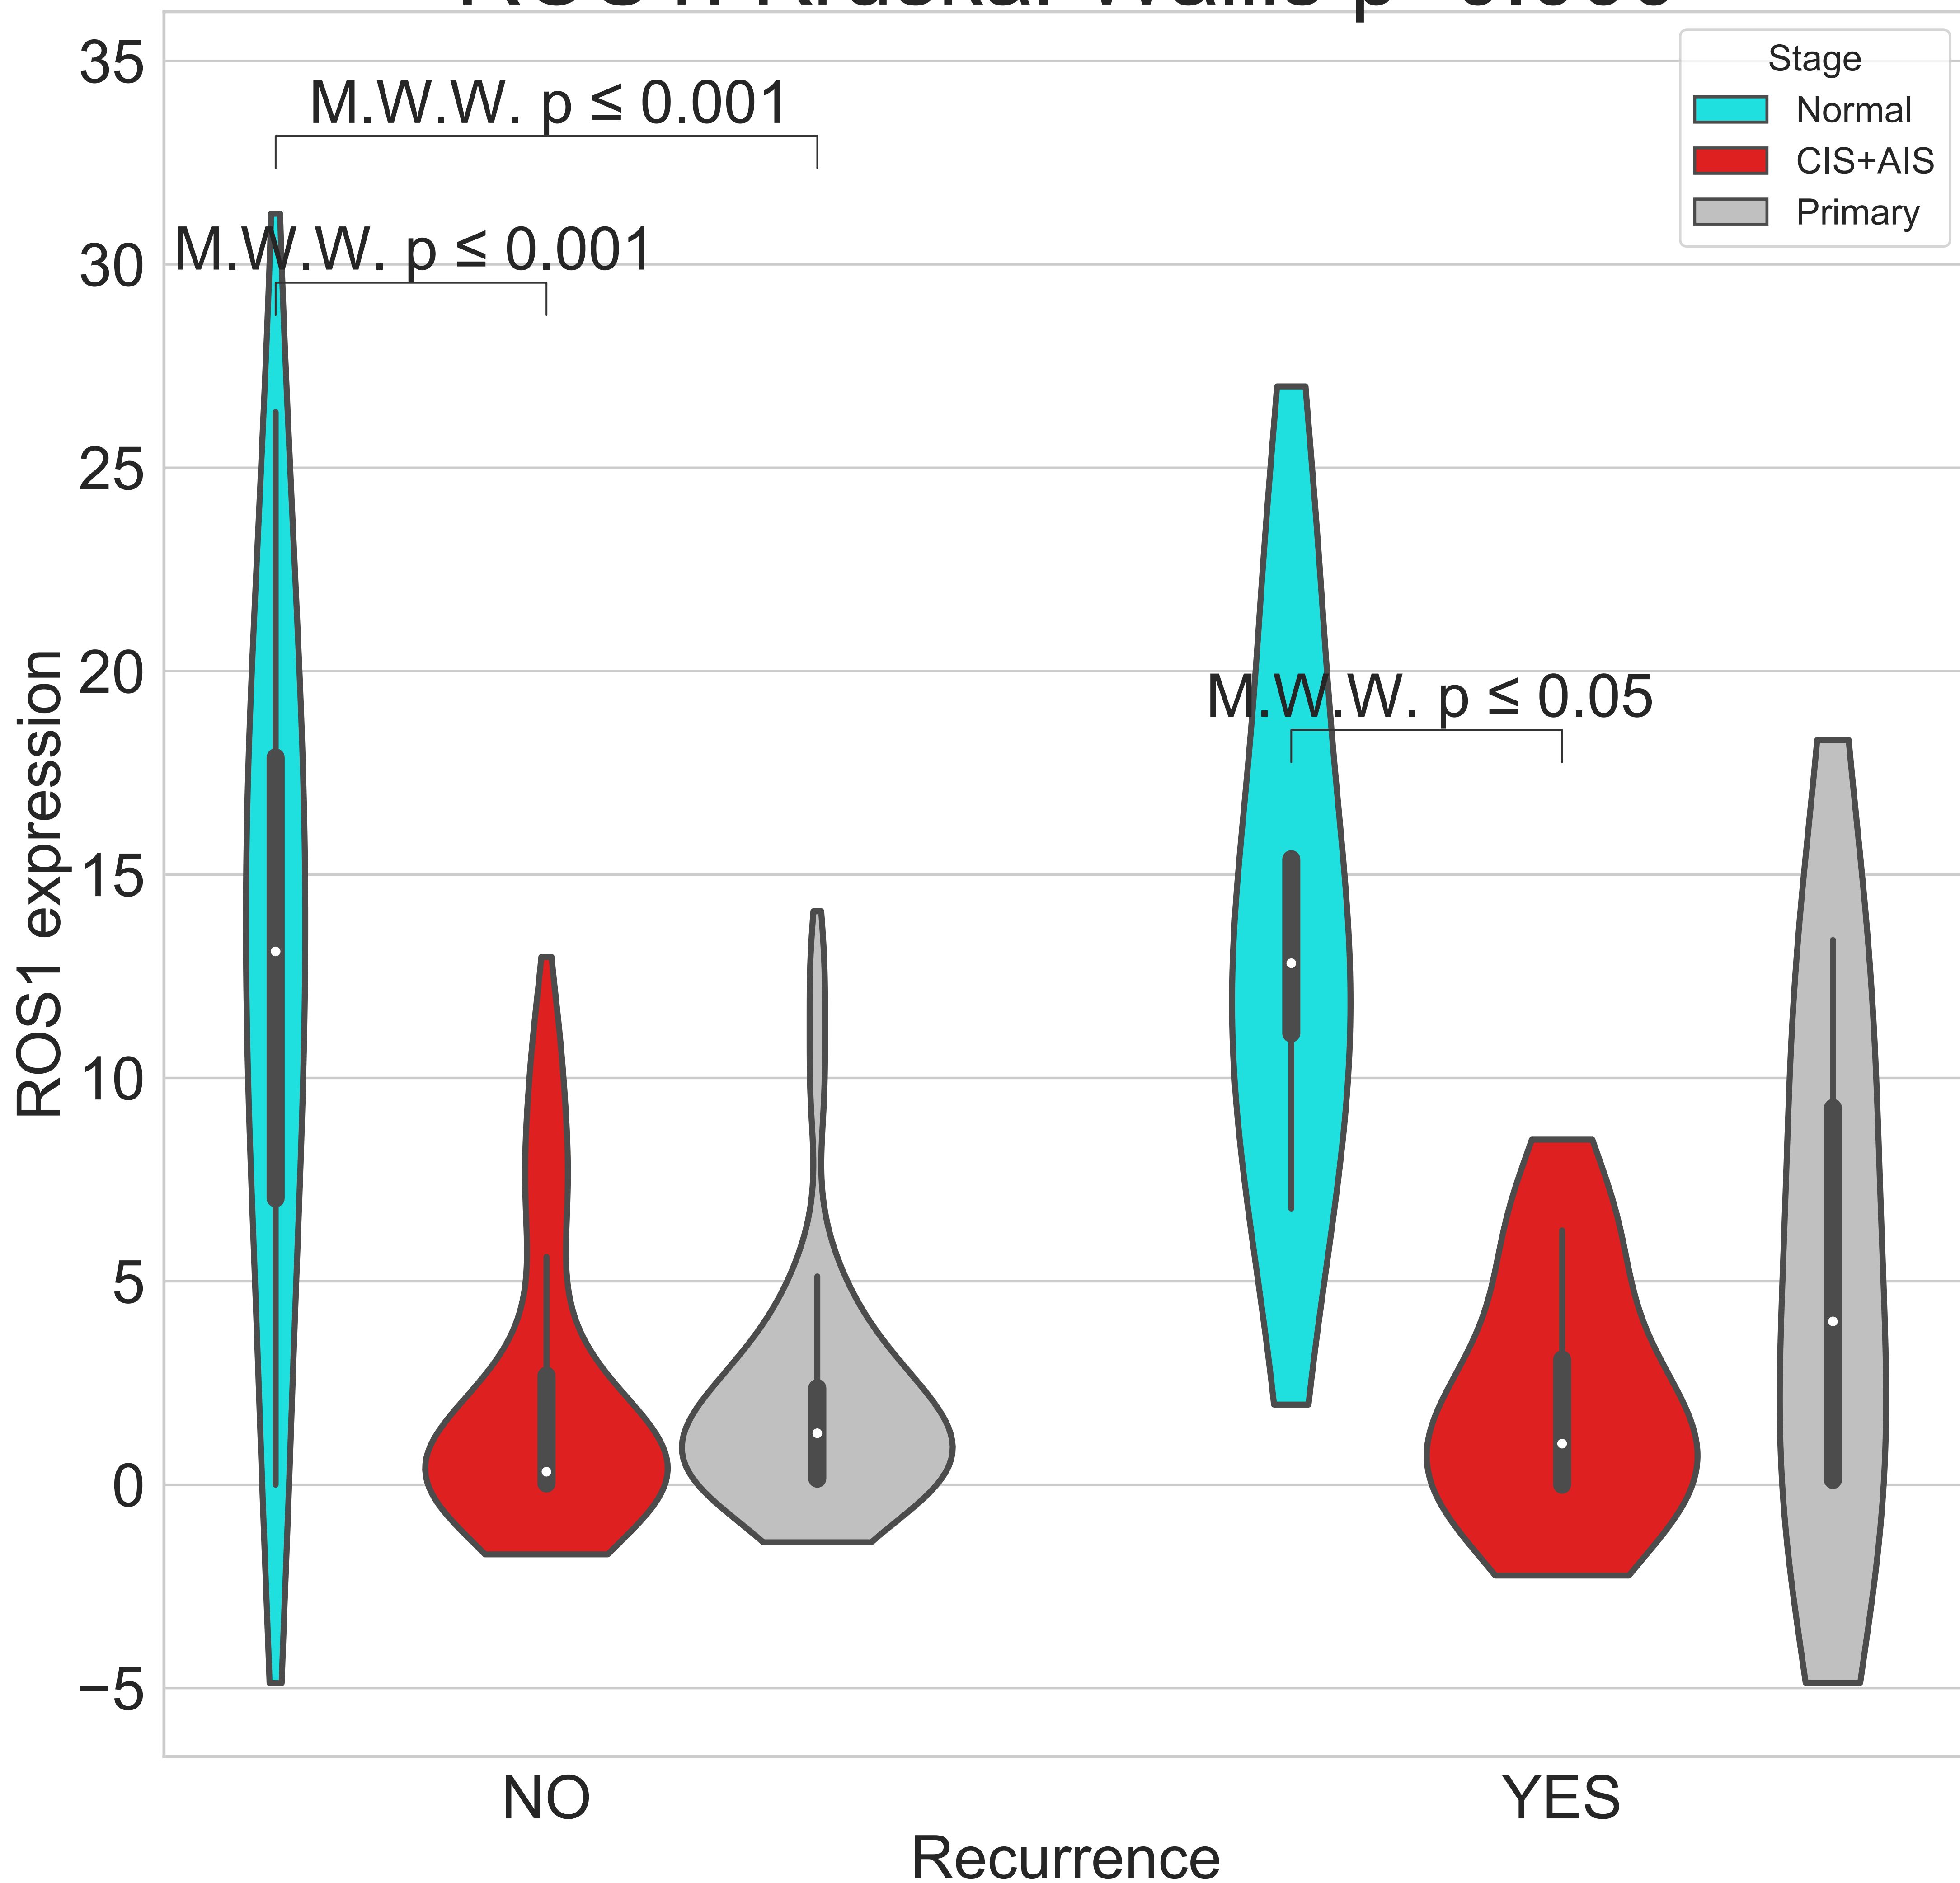 35
30
25
20
15
10
5
0
−5
ROS1 expression
M.W.W. p ≤ 0.001
M.W.W. p ≤ 0.001
M.W.W. p ≤ 0.05
Stage
Normal
CIS+AIS
Primary
NO
YES
Recurrence